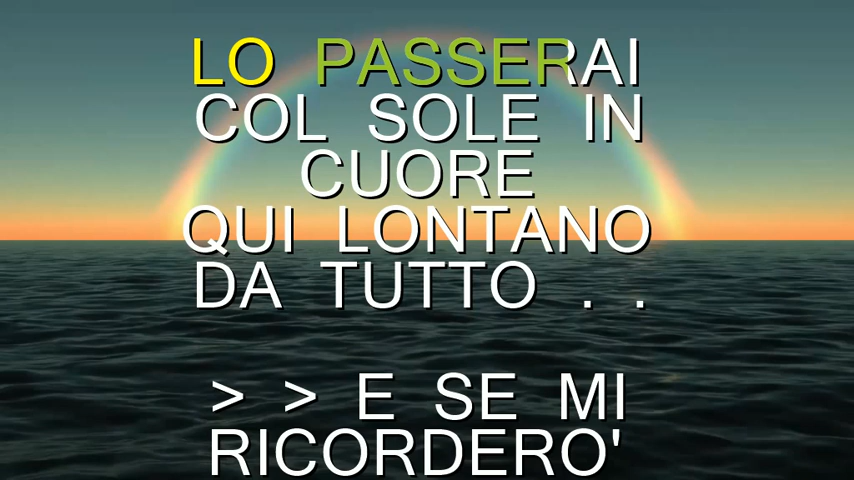 LO PASSERAI
COL SOLE IN
CUORE
QUI LONTANO
DA TUTTO . .
> > E SE MI
RICORDERO'